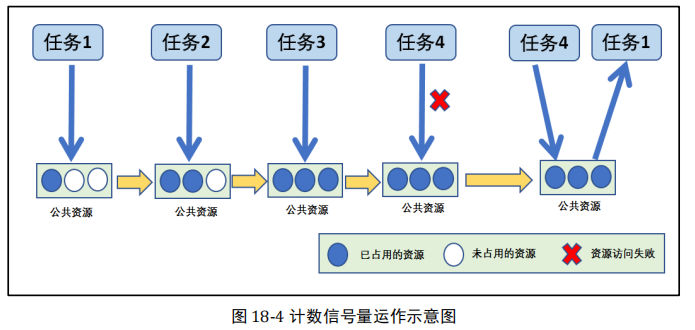 任务1
任务2
任务3
任务4
任务4
任务1
公共资源
公共资源
公共资源
公共资源
公共资源
已占用的资源
未占用的资源
资源访问失败
图 18-4 计数信号量运作示意图